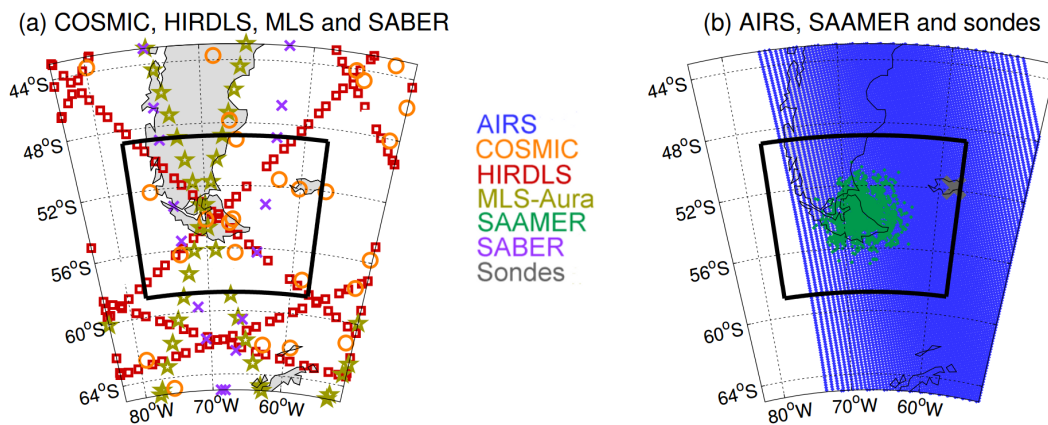 (a) COSMIC, HIRDLS, MLS and SABER
(b) AIRS, SAAMER and sondes
44°S
48°S
52°S
56°S
60°S
64°S
80°W
70°W
60°W
AIRS
COSMIC
HIRDLS
MLS-Aura
SAAMER
SABER
Sondes
44°S
48°S
52°S
56°S
60°S
64°S
80°W
70°W
60°W